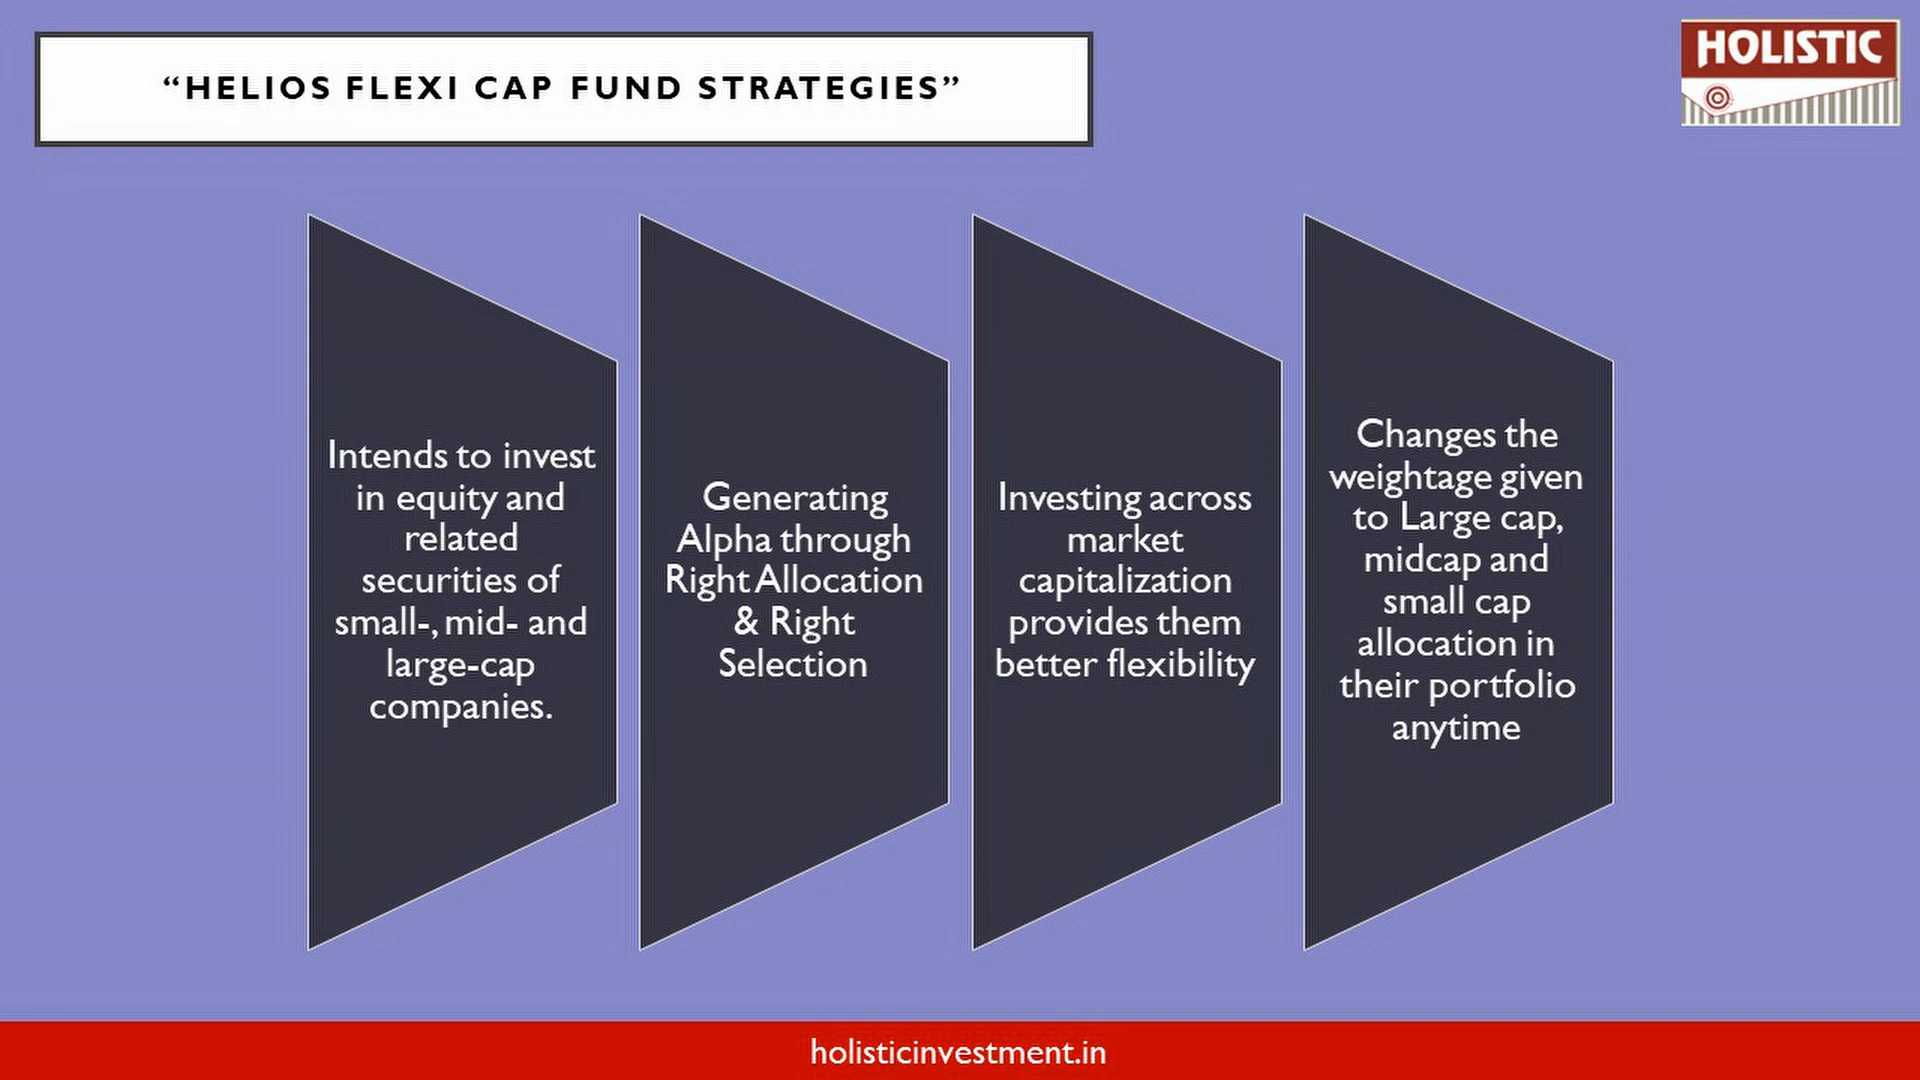 “HELIOS FLEXI CAP FUND STRATEGIES”
HOLISTIC
Intends to invest
in equity and
related
securities of
small-, mid- and
large-cap
companies.
Generating
Alpha through
Right Allocation
& Right
Selection
Investing across
market
capitalization
provides them
better flexibility
Changes the
weightage given
to Large cap,
midcap and
small cap
allocation in
their portfolio
anytime
holisticinvestment.in